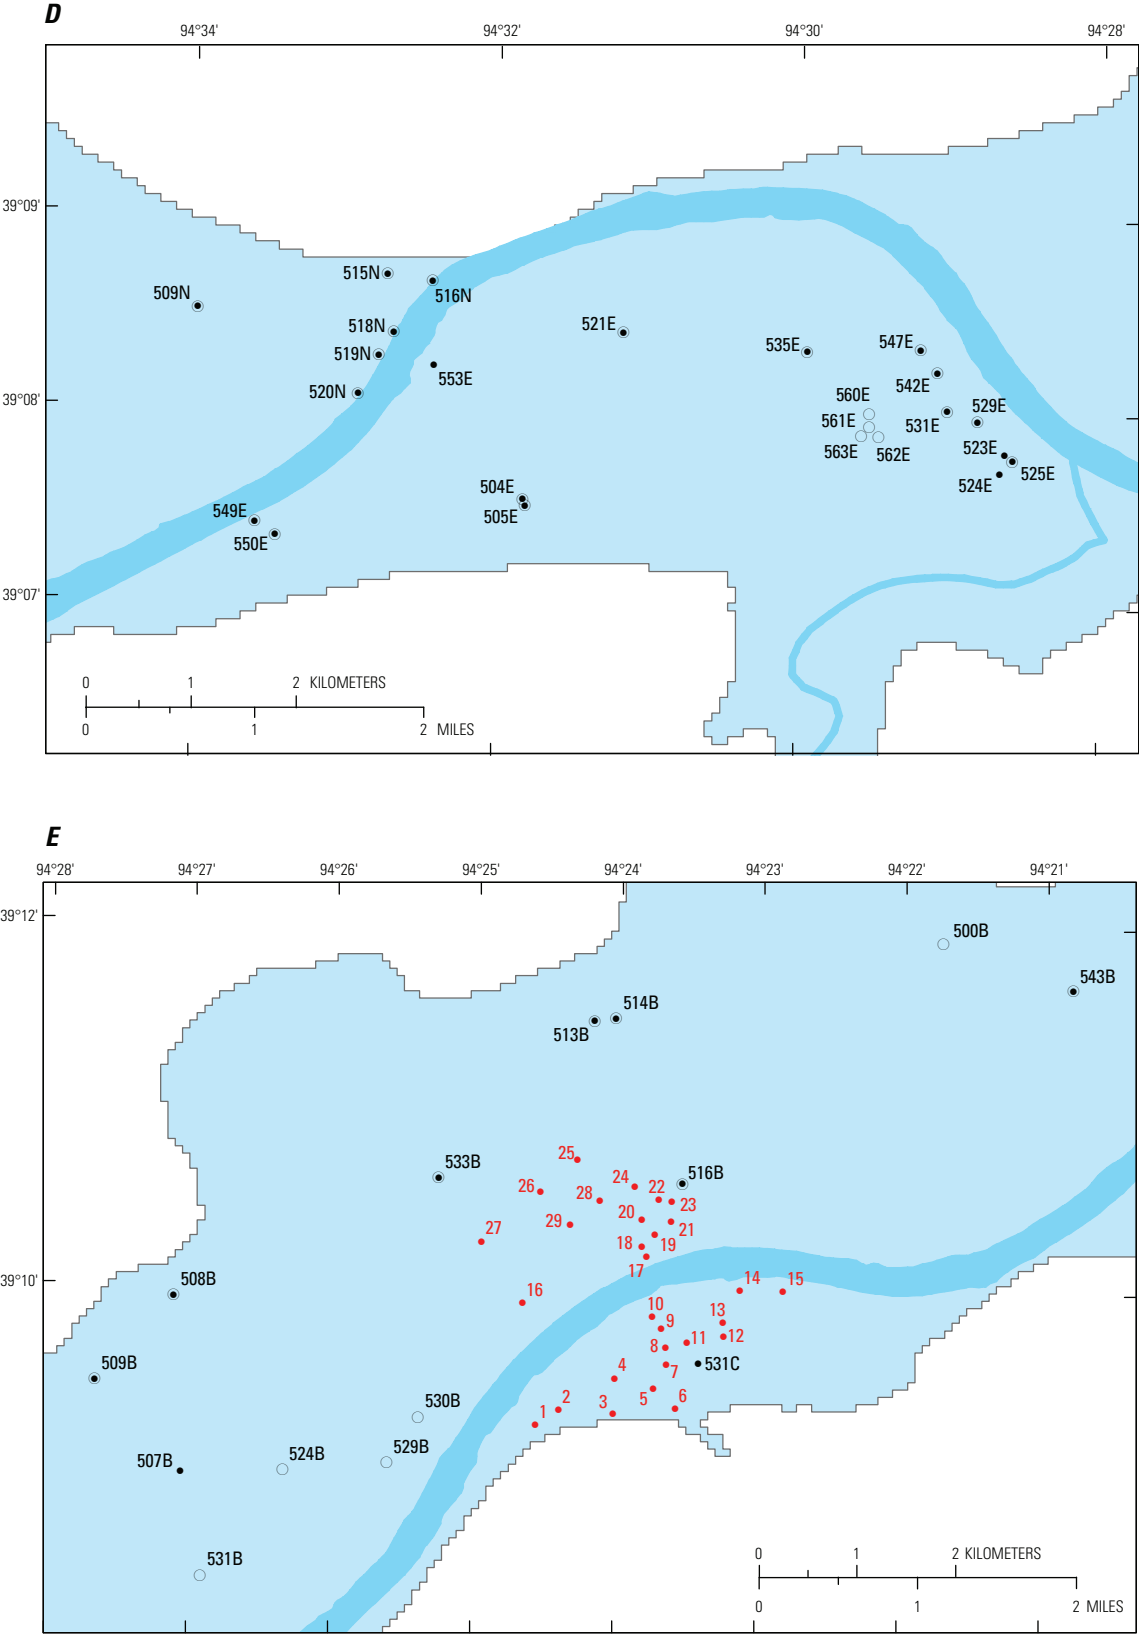 D
94°34' 94°32' 94°30' 94°28'
39°09'
515N
509N
516N
518N
521E
519N
535E
547E
553E
542E
39°08'
520N
560E
529E
561E
531E
563E
562E
523E
525E
504E
524E
549E
505E
550E
39°07'
0 1 2 KILOMETERS
0 1 2 MILES
E
94°28' 94°27' 94°26' 94°25' 94°24' 94°23' 94°22' 94°21'
39°12'
500B
543B
514B
513B
25
533B
24
516B
26
28
22
23
20
29
21
27
18
19
17
39°10'
508B
14
15
16
10
13
9
11
12
8
509B
4
7
531C
5
6
530B
2
3
1
529B
507B
524B
531B
0 1 2 KILOMETERS
0 1 2 MILES